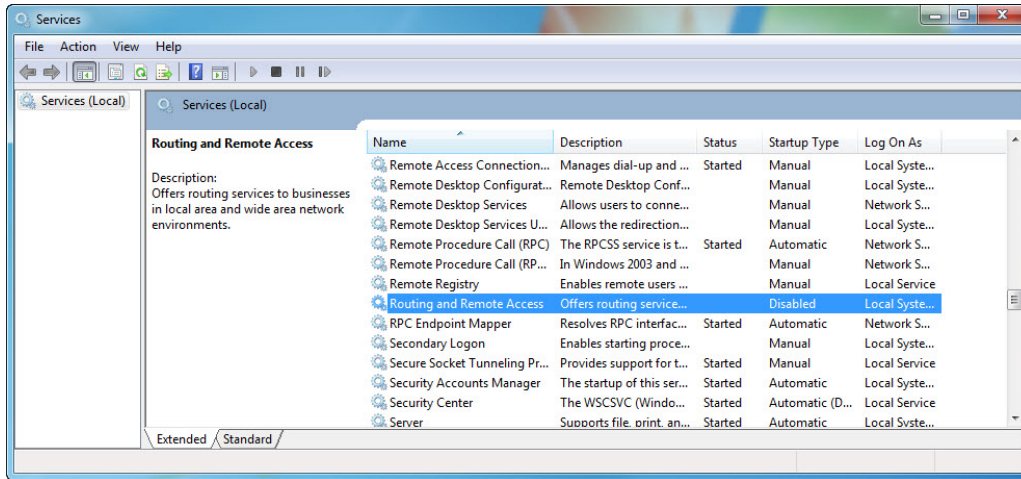 Services
File Action View Help
Services (Local)
Services (Local)
Routing and Remote Access
Description:
Offers routing services to businesses
in local area and wide area network
environments.
Name Description Status Startup Type Log On As
Remote Access Connection... Manages dial-up and ... Started Manual Local Syste...
Remote Desktop Configurat... Remote Desktop Conf... Manual Local Syste...
Remote Desktop Services Allows users to conne... Manual Network S...
Remote Desktop Services U... Allows the redirection... Manual Local Syste...
Remote Procedure Call (RPC) The RPCSS service is t... Started Automatic Network S...
Remote Procedure Call (RP... In Windows 2003 and ... Manual Network S...
Remote Registry Enables remote users ... Manual Local Service
Routing and Remote Access Offers routing service... Disabled Local Syste...
RPC Endpoint Mapper Resolves RPC interfac... Started Automatic Network S...
Secondary Logon Enables starting proce... Manual Local Syste...
Secure Socket Tunneling Pr... Provides support for t... Started Manual Local Service
Security Accounts Manager The startup of this ser... Started Automatic Local Syste...
Security Center The WSCSVC (Windo... Started Automatic (D... Local Service
Server Supports file, print, an... Started Automatic Local Syste...
Extended Standard